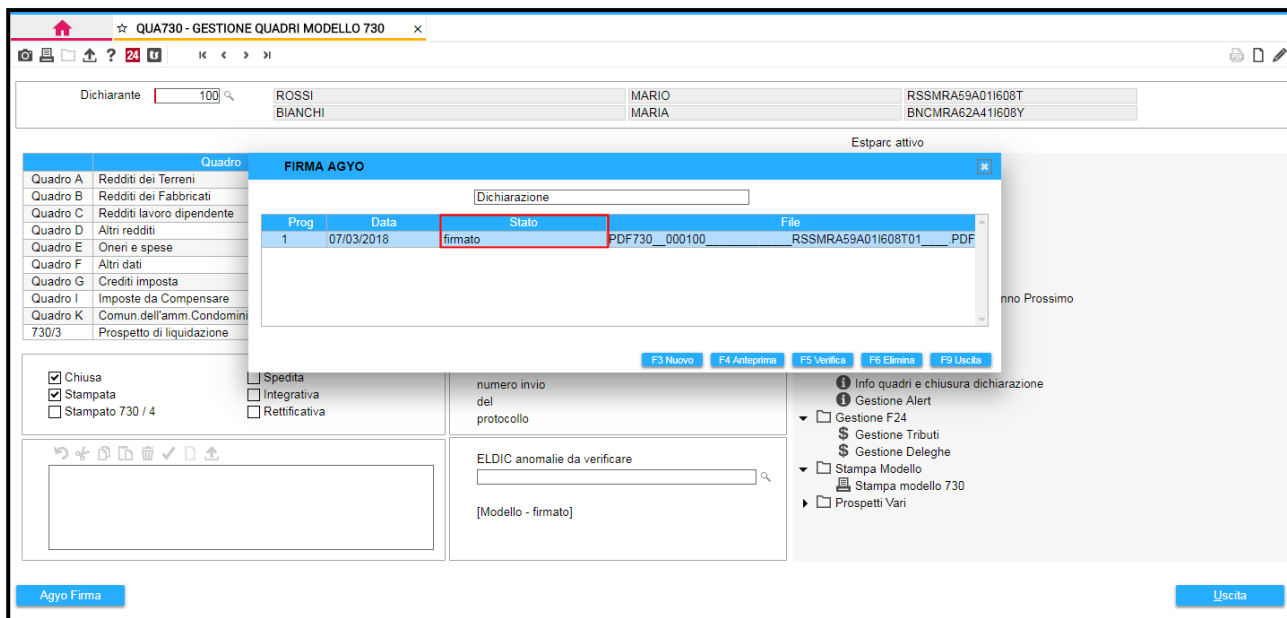 ☆ QUA730 - GESTIONE QUADRI MODELLO 730 ×
? 24
Dichiarante 100 ROSSI MARIO RSSMRA59A01I608T
BIANCHI MARIA BNCMRA62A41I608Y
Estparc attivo
Quadro
Quadro A Redditi dei Terreni
Quadro B Redditi dei Fabbricati
Quadro C Redditi lavoro dipendente
Quadro D Altri redditi
Quadro E Oneri e spese
Quadro F Altri dati
Quadro G Crediti imposta
Quadro I Imposte da Compensare
Quadro K Comun.dell'amm.Condomini
730/3 Prospetto di liquidazione
FIRMA AGYO
Dichiarazione
Prog Data Stato File
1 07/03/2018 firmato PDF730__000100_____________RSSMRA59A01I608T01____.PDF
F3 Nuovo F4 Anteprima F5 Verifica F6 Elimina F9 Uscita
nno Prossimo
Chiusa Spedita
Stampata Integrativa
Stampato 730 / 4 Rettificativa
numero invio
del
protocollo
ELDIC anomalie da verificare
[Modello - firmato]
Info quadri e chiusura dichiarazione
Gestione Alert
Gestione F24
$ Gestione Tributi
$ Gestione Deleghe
Stampa Modello
Stampa modello 730
Prospetti Vari
Agyo Firma Uscita